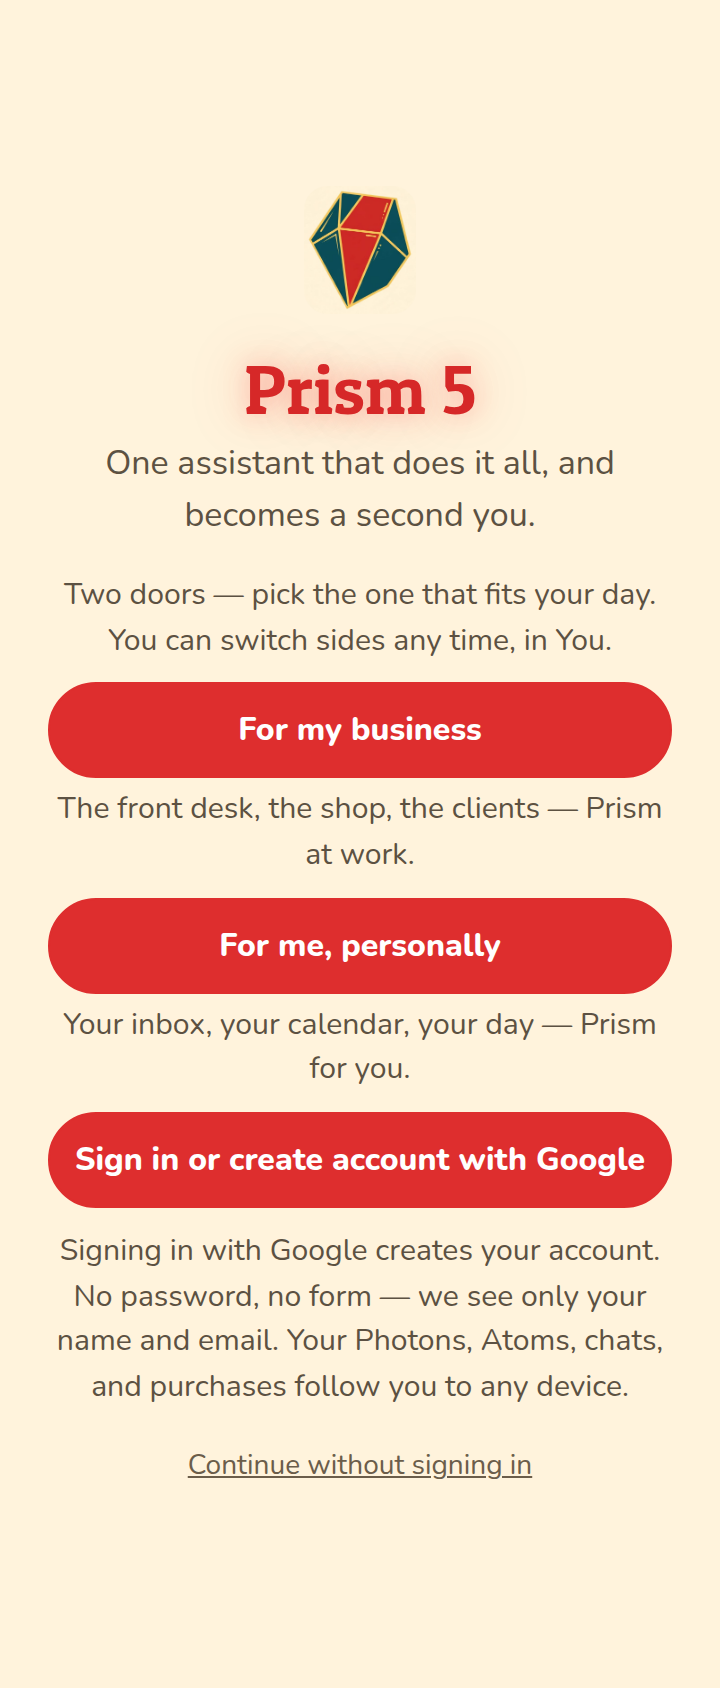 Prism 5
One assistant that does it all, and
becomes a second you.
Two doors — pick the one that fits your day.
You can switch sides any time, in You.
For my business
The front desk, the shop, the clients — Prism
at work.
For me, personally
Your inbox, your calendar, your day — Prism
for you.
Sign in or create account with Google
Signing in with Google creates your account.
No password, no form — we see only your
name and email. Your Photons, Atoms, chats,
and purchases follow you to any device.
Continue without signing in